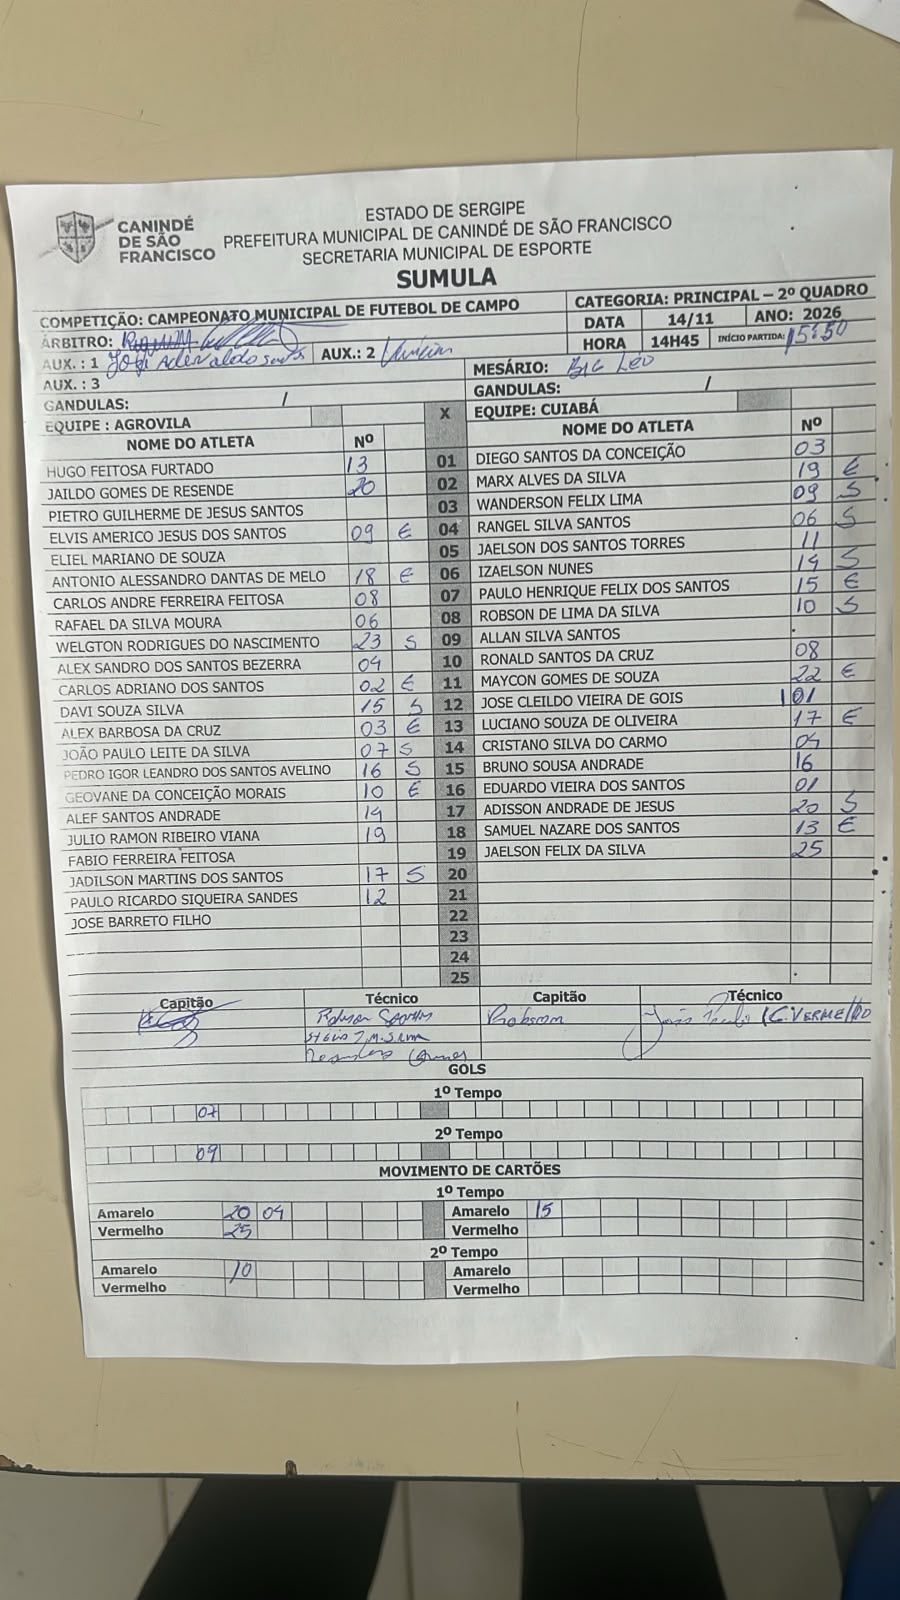 CANINDÉ
DE SÃO
FRANCISCO
ESTADO DE SERGIPE
PREFEITURA MUNICIPAL DE CANINDÉ DE SÃO FRANCISCO
SECRETARIA MUNICIPAL DE ESPORTE
SUMULA
COMPETIÇÃO: CAMPEONATO MUNICIPAL DE FUTEBOL DE CAMPO CATEGORIA: PRINCIPAL – 2º QUADRO
ÁRBITRO: DATA 14/11 ANO: 2026
AUX. : 1 José Adenvaldo santos AUX.: 2 HORA 14H45 INÍCIO PARTIDA: 15:50
AUX. : 3 MESÁRIO: BIG LÉO
GANDULAS: / GANDULAS: /
EQUIPE : AGROVILA X EQUIPE: CUIABÁ
NOME DO ATLETA Nº NOME DO ATLETA Nº
HUGO FEITOSA FURTADO 13 01 DIEGO SANTOS DA CONCEIÇÃO 03
JAILDO GOMES DE RESENDE 20 02 MARX ALVES DA SILVA 19 E
PIETRO GUILHERME DE JESUS SANTOS 03 WANDERSON FELIX LIMA 09 S
ELVIS AMERICO JESUS DOS SANTOS 09 E 04 RANGEL SILVA SANTOS 06 S
ELIEL MARIANO DE SOUZA 05 JAELSON DOS SANTOS TORRES 11
ANTONIO ALESSANDRO DANTAS DE MELO 18 E 06 IZAELSON NUNES 14 S
CARLOS ANDRE FERREIRA FEITOSA 08 07 PAULO HENRIQUE FELIX DOS SANTOS 15 E
RAFAEL DA SILVA MOURA 06 08 ROBSON DE LIMA DA SILVA 10 S
WELGTON RODRIGUES DO NASCIMENTO 23 S 09 ALLAN SILVA SANTOS
ALEX SANDRO DOS SANTOS BEZERRA 04 10 RONALD SANTOS DA CRUZ 08
CARLOS ADRIANO DOS SANTOS 02 E 11 MAYCON GOMES DE SOUZA 22 E
DAVI SOUZA SILVA 15 S 12 JOSE CLEILDO VIEIRA DE GOIS 101
ALEX BARBOSA DA CRUZ 03 E 13 LUCIANO SOUZA DE OLIVEIRA 17 E
JOÃO PAULO LEITE DA SILVA 07 S 14 CRISTANO SILVA DO CARMO 04
PEDRO IGOR LEANDRO DOS SANTOS AVELINO 16 S 15 BRUNO SOUSA ANDRADE 16
GEOVANE DA CONCEIÇÃO MORAIS 10 E 16 EDUARDO VIEIRA DOS SANTOS 01
ALEF SANTOS ANDRADE 14 17 ADISSON ANDRADE DE JESUS 20 S
JULIO RAMON RIBEIRO VIANA 19 18 SAMUEL NAZARE DOS SANTOS 13 E
FABIO FERREIRA FEITOSA 19 JAELSON FELIX DA SILVA 25
JADILSON MARTINS DOS SANTOS 17 S 20
PAULO RICARDO SIQUEIRA SANDES 12 21
JOSE BARRETO FILHO 22
23
24
25
Capitão Técnico Capitão Técnico
Robson João Paulo (C.VERMELHO
GOLS
1º Tempo
07
2º Tempo
09
MOVIMENTO DE CARTÕES
1º Tempo
Amarelo 20 04 Amarelo 15
Vermelho 25 Vermelho
2º Tempo
Amarelo 10 Amarelo
Vermelho Vermelho